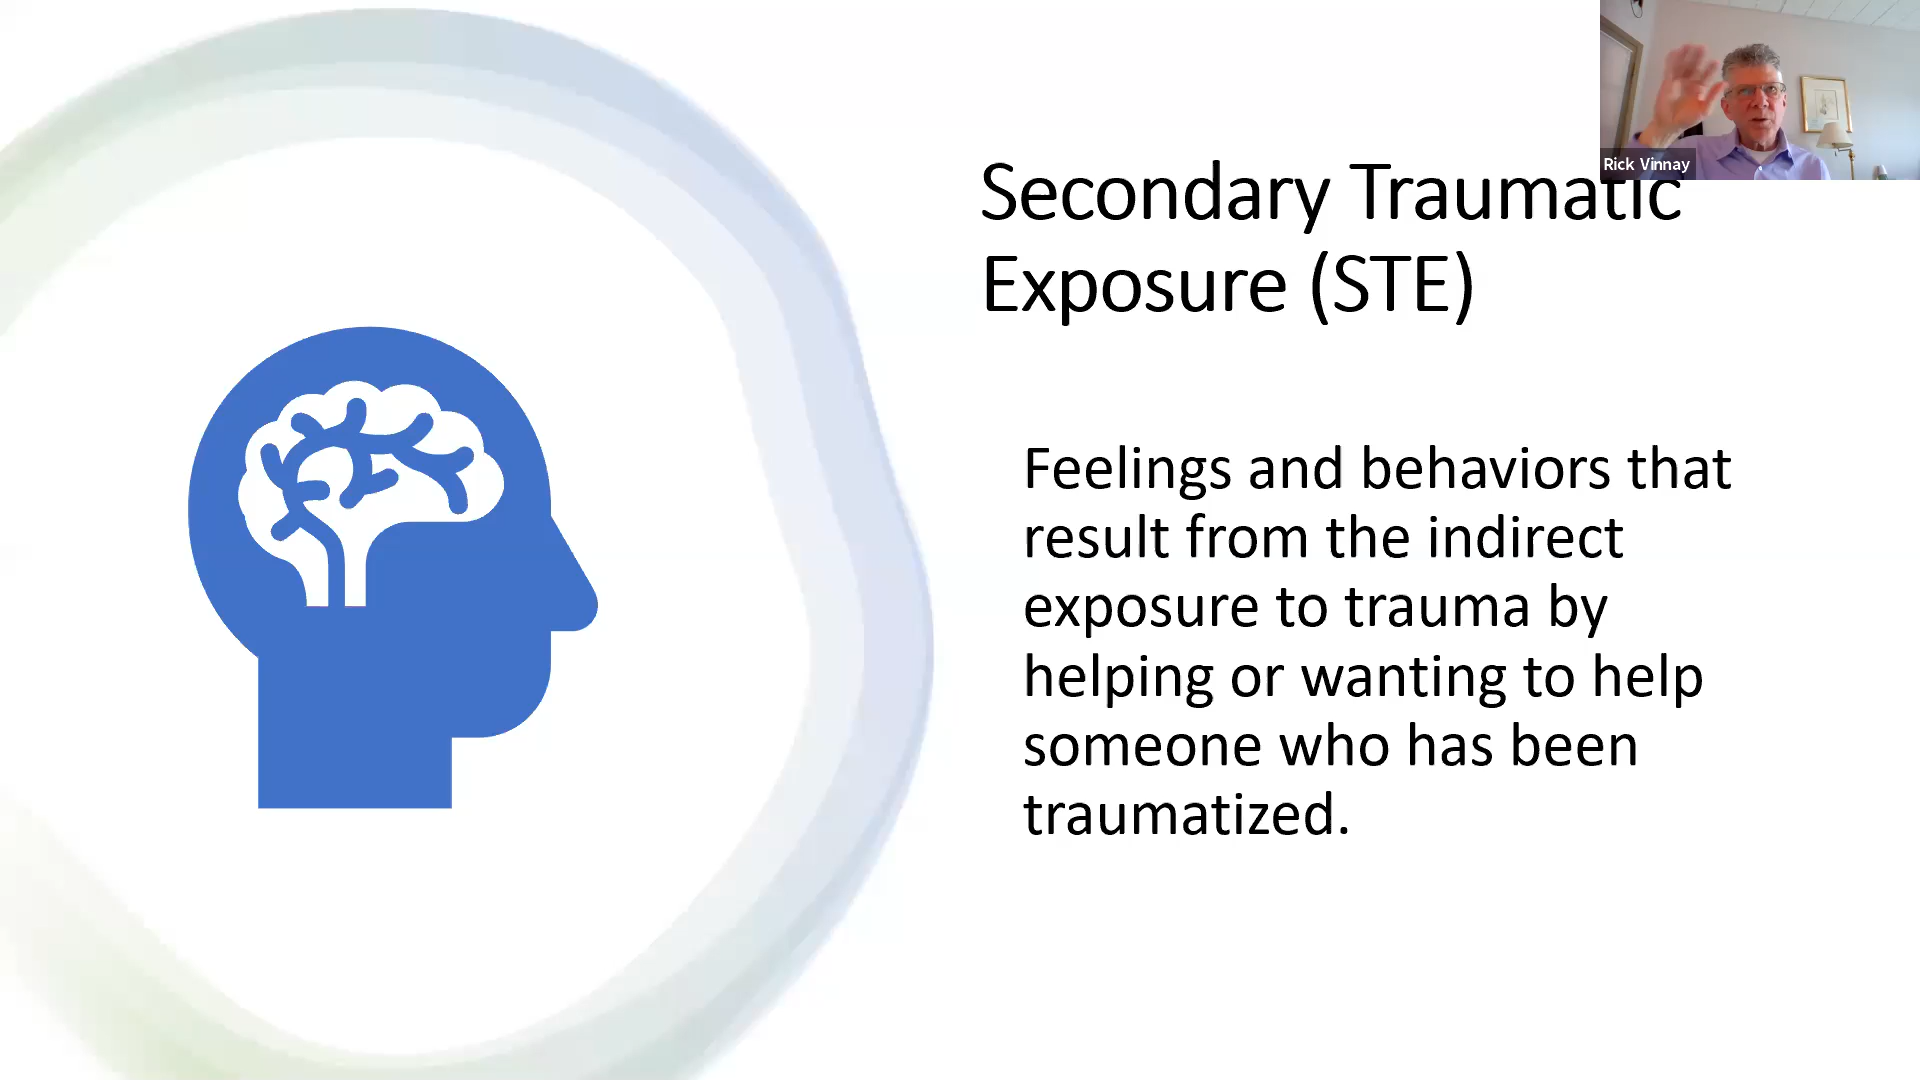 Rick Vinnay
Secondary Traumatic
Exposure (STE)
Feelings and behaviors that
result from the indirect
exposure to trauma by
helping or wanting to help
someone who has been
traumatized.